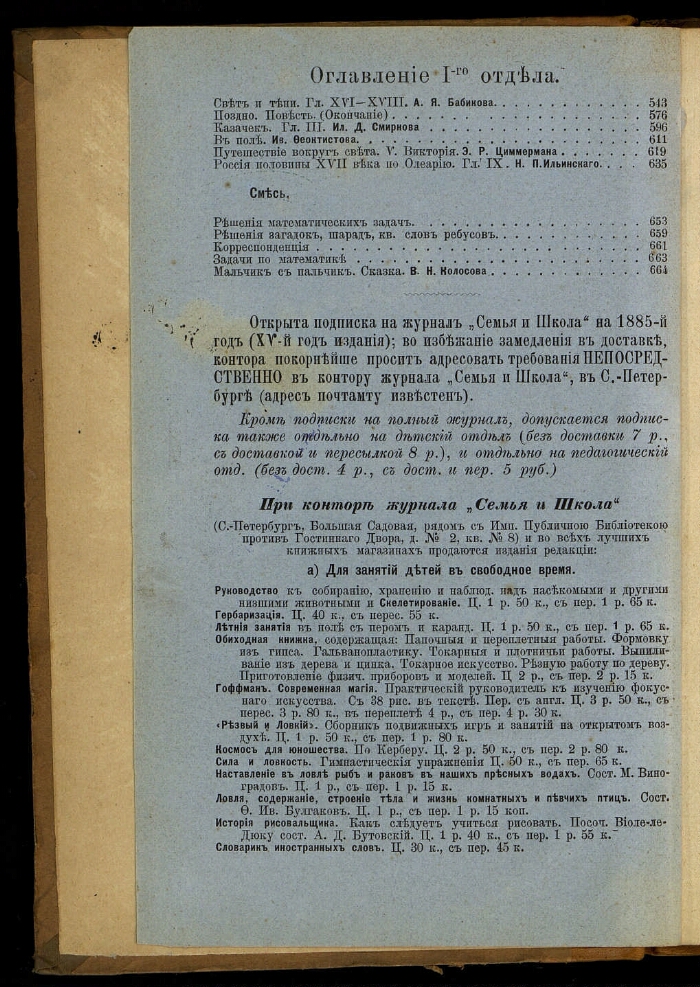 Оглавленіе I-го отдѣла.
Свѣтъ и тѣни. Гл. XVI—XVIII. А. Я. Бабикова. . . . . . . . . . . . . 543
Поздно. Повѣсть. (Окончаніе) . . . . . . . . . . . . . . . . . . 576
Казачекъ. Гл. III. Ил. Д. Смирнова . . . . . . . . . . . . . . . 596
Въ полѣ. Ив. Ѳеоктистова. . . . . . . . . . . . . . . . . . . . 611
Путешествіе вокругъ свѣта. V. Викторія. Э. Р. Циммермана . . . . . . . 619
Россія половины XVII вѣка по Олеарію. Гл. IX . Н. П. Ильинскаго. . . . 635
Смѣсь.
Рѣшенія математическихъ задачъ. . . . . . . . . . . . . . . . . 653
Рѣшенія загадокъ, шарадъ, кв. словъ ребусовъ. . . . . . . . . . . . 659
Корреспонденція . . . . . . . . . . . . . . . . . . . . . . . 661
Задачи по математикѣ . . . . . . . . . . . . . . . . . . . . . 663
Мальчикъ съ пальчикъ. Сказка. В. Н. Колосова . . . . . . . . . . . . 664
Открыта подписка на журналъ „Семья и Школа“ на 1885-й
годъ (XV-й годъ изданія); во избѣжаніе замедленія въ доставкѣ,
контора покорнѣйше проситъ адресовать требованія НЕПОСРЕД-
СТВЕННО въ контору журнала „Семья и Школа“, въ С.-Петер-
бургѣ (адресъ почтамту извѣстенъ).
Кромѣ подписки на полный журналъ, допускается подпис-
ка также отдѣльно на дѣтскій отдѣлъ (безъ доставки 7 р.,
съ доставкой и пересылкой 8 р.), и отдѣльно на педагогическій
отд. (безъ дост. 4 р., съ дост. и пер. 5 руб.)
При конторѣ журнала „Семья и Школа“
(С.-Петербургъ, Большая Садовая, рядомъ съ Имп. Публичною Библіотекою
противъ Гостиннаго Двора, д. № 2, кв. № 8) и во всѣхъ лучшихъ
книжныхъ магазинахъ продаются изданія редакціи:
а) Для занятій дѣтей въ свободное время.
Руководство къ собиранію, храненію и наблюд. надъ насѣкомыми и другими
низшими животными и Скелетированіе. Ц. 1 р. 50 к., съ пер. 1 р. 65 к.
Гербаризація. Ц. 40 к., съ перес. 55 к.
Лѣтнія занятія въ полѣ съ перомъ и каранд. Ц. 1 р. 50 к., съ пер. 1 р. 65 к.
Обиходная книжка, содержащая: Папочныя и переплетныя работы. Формовку
изъ гипса. Гальванопластику. Токарныя и плотничьи работы. Выпили-
ваніе изъ дерева и цинка. Токарное искусство. Рѣзную работу по дереву.
Приготовленіе физич. приборовъ и моделей. Ц 2 р., съ пер. 2 р. 15 к.
Гоффманъ. Современная магія. Практическій руководитель къ изученію фокус-
наго искусства. Съ 38 рис. въ текстѣ. Пер. съ англ. Ц. 3 р. 50 к., съ
перес. 3 р. 80 к., въ переплетѣ 4 р., съ пер. 4 р. 30 к.
«Рѣзвый и Ловкій». Сборникъ подвижныхъ игръ и занятій на открытомъ воз-
духѣ. Ц. 1 р. 50 к., съ пер. 1 р. 80 к.
Космосъ для юношества. По Керберу. Ц. 2 р. 50 к., съ пер. 2 р. 80 к.
Сила и ловкость. Гимнастическія упражненія Ц. 50 к., съ пер. 65 к.
Наставленіе въ ловлѣ рыбъ и раковъ въ нашихъ прѣсныхъ водахъ. Сост. М. Вино-
градовъ. Ц. 1 р., съ пер. 1 р. 15 к.
Ловля, содержаніе, строеніе тѣла и жизнь комнатныхъ и пѣвчихъ птицъ. Сост.
Ѳ. Ив. Булгаковъ. Ц. 1 р., съ пер. 1 р. 15 коп.
Исторія рисовальщика. Какъ слѣдуетъ учиться рисовать. Посоч. Віоле-ле-
Дюку сост. А. Д. Бутовскій. Ц. 1 р. 40 к., съ пер. 1 р. 55 к.
Словарикъ иностранныхъ словъ. Ц. 30 к., съ пер. 45 к.